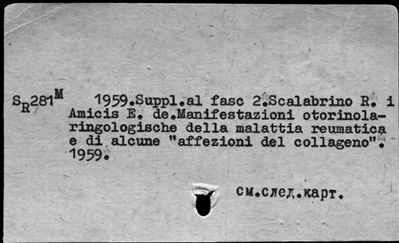 SR281M 1959.Suppl.al fasc 2.Scalabrino R. i
Amicis E. de.Manifestazioni otorinola-
ringologische della malattia reumatica
e di alcune "affezioni del collageno".
1959.
см.след.карт.